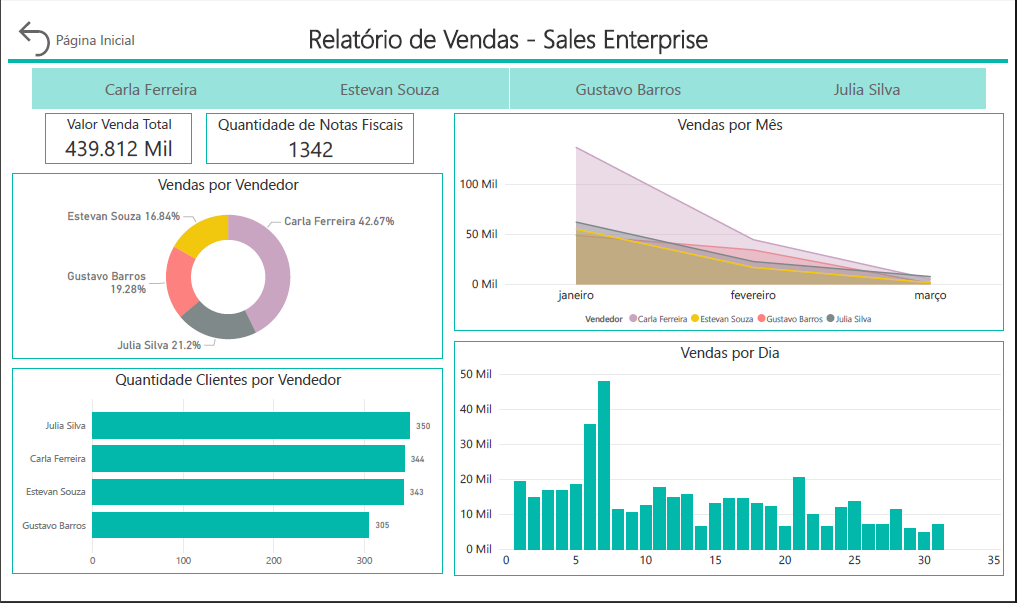 Página Inicial
Relatório de Vendas - Sales Enterprise
Carla Ferreira
Estevan Souza
Gustavo Barros
Julia Silva
Valor Venda Total
439.812 Mil
Quantidade de Notas Fiscais
1342
Vendas por Vendedor
Estevan Souza 16.84%
Carla Ferreira 42.67%
Gustavo Barros
19.28%
Julia Silva 21.2%
Quantidade Clientes por Vendedor
Julia Silva 350
Carla Ferreira 344
Estevan Souza 343
Gustavo Barros 305
0 100 200 300
Vendas por Mês
100 Mil
50 Mil
0 Mil
janeiro fevereiro março
Vendedor Carla Ferreira Estevan Souza Gustavo Barros Julia Silva
Vendas por Dia
50 Mil
40 Mil
30 Mil
20 Mil
10 Mil
0 Mil
0 5 10 15 20 25 30 35